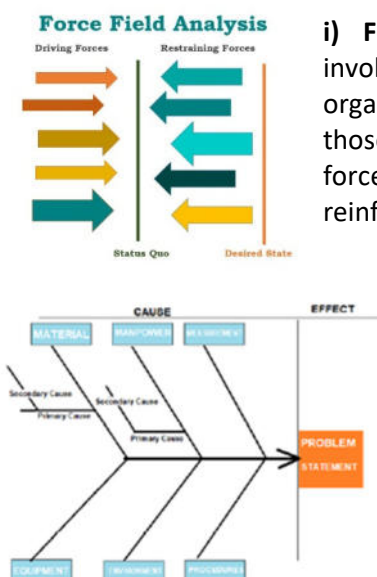 Force Field Analysis
Driving Forces Restraining Forces
Status Quo Desired State
i) F
invol
orga
those
force
reinf
CAUSE EFFECT
MATERIAL MANPOWER MEASUREMENT
Secondary Cause
Primary Cause
Secondary Cause
Primary Cause
PROBLEM
STATEMENT
EQUIPMENT ENVIRONMENT PROCEDURES